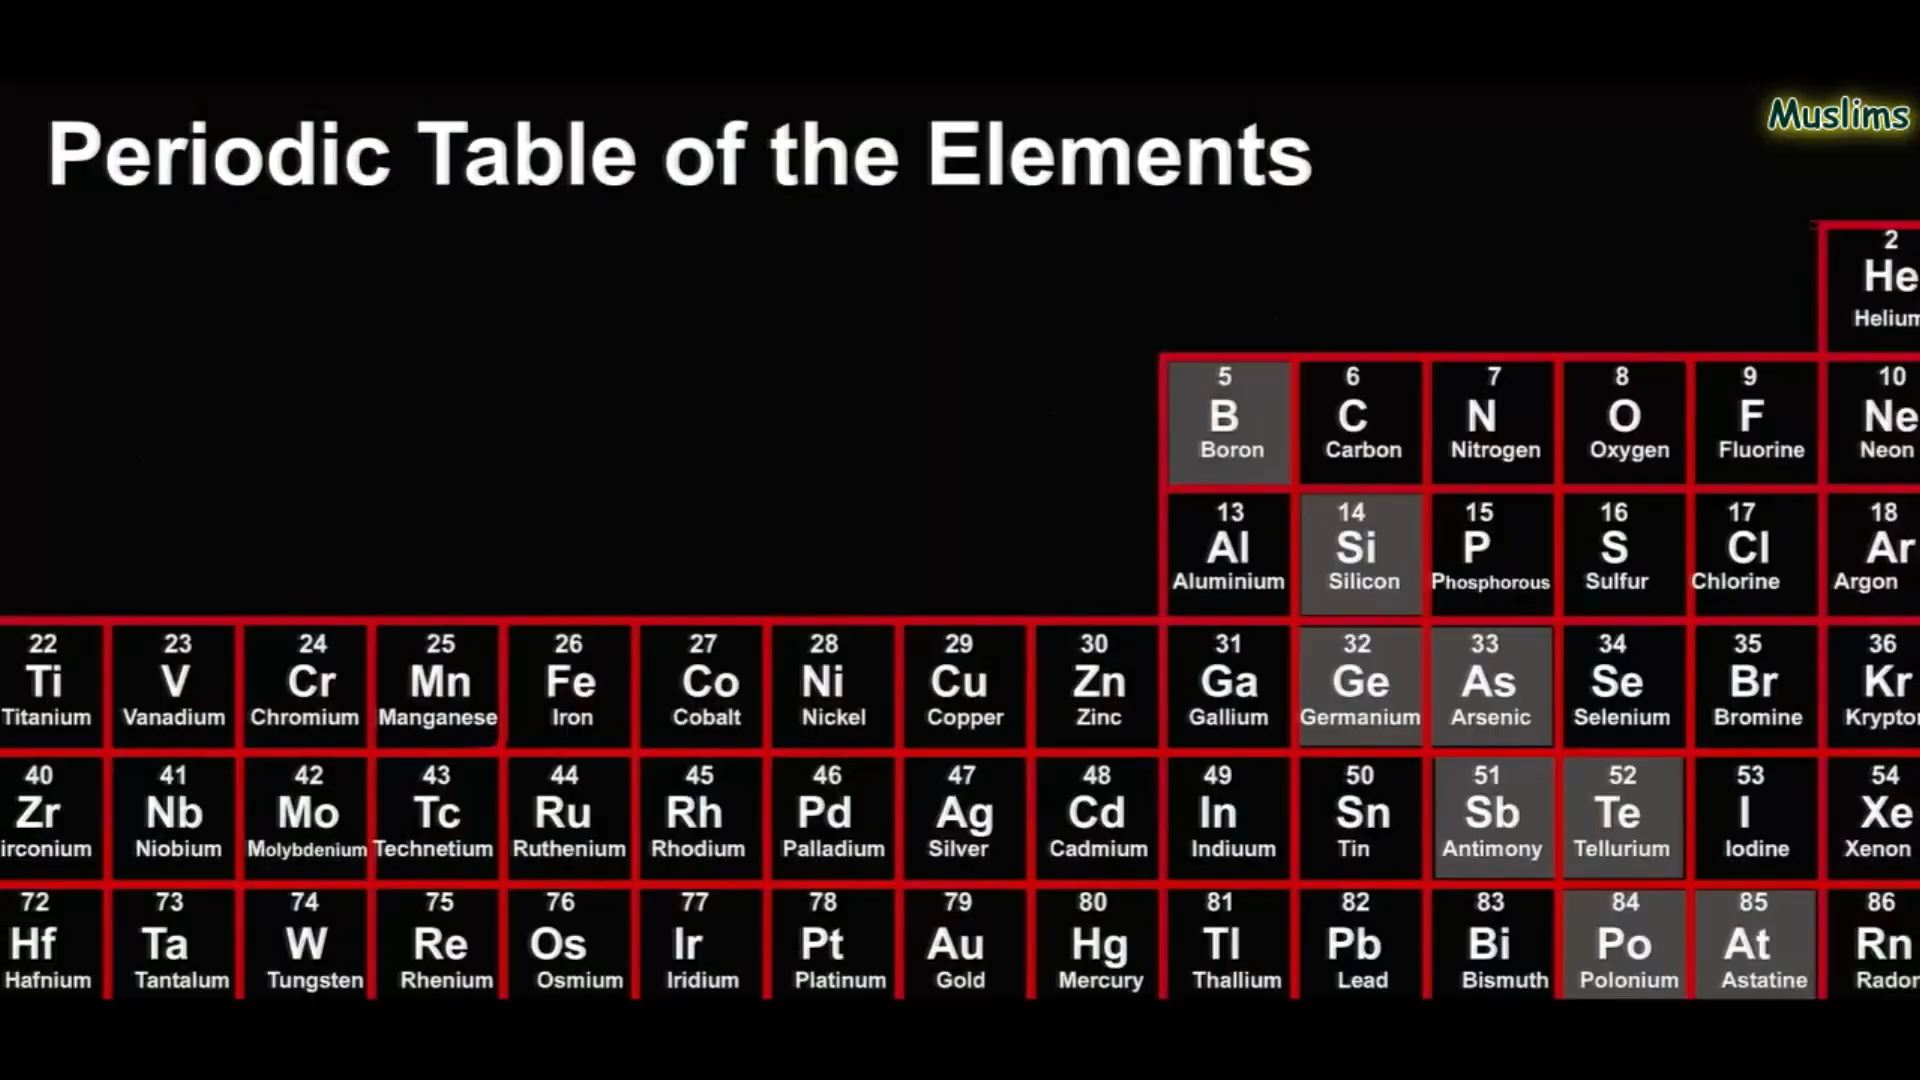 Muslims
Periodic Table of the Elements
2
He
Helium
5 6 7 8 9 10
B C N O F Ne
Boron Carbon Nitrogen Oxygen Fluorine Neon
13 14 15 16 17 18
Al Si P S Cl Ar
Aluminium Silicon Phosphorous Sulfur Chlorine Argon
22 23 24 25 26 27 28 29 30 31 32 33 34 35 36
Ti V Cr Mn Fe Co Ni Cu Zn Ga Ge As Se Br Kr
Titanium Vanadium Chromium Manganese Iron Cobalt Nickel Copper Zinc Gallium Germanium Arsenic Selenium Bromine Krypton
40 41 42 43 44 45 46 47 48 49 50 51 52 53 54
Zr Nb Mo Tc Ru Rh Pd Ag Cd In Sn Sb Te I Xe
irconium Niobium Molybdenium Technetium Ruthenium Rhodium Palladium Silver Cadmium Indiuum Tin Antimony Tellurium Iodine Xenon
72 73 74 75 76 77 78 79 80 81 82 83 84 85 86
Hf Ta W Re Os Ir Pt Au Hg Tl Pb Bi Po At Rn
Hafnium Tantalum Tungsten Rhenium Osmium Iridium Platinum Gold Mercury Thallium Lead Bismuth Polonium Astatine Radon